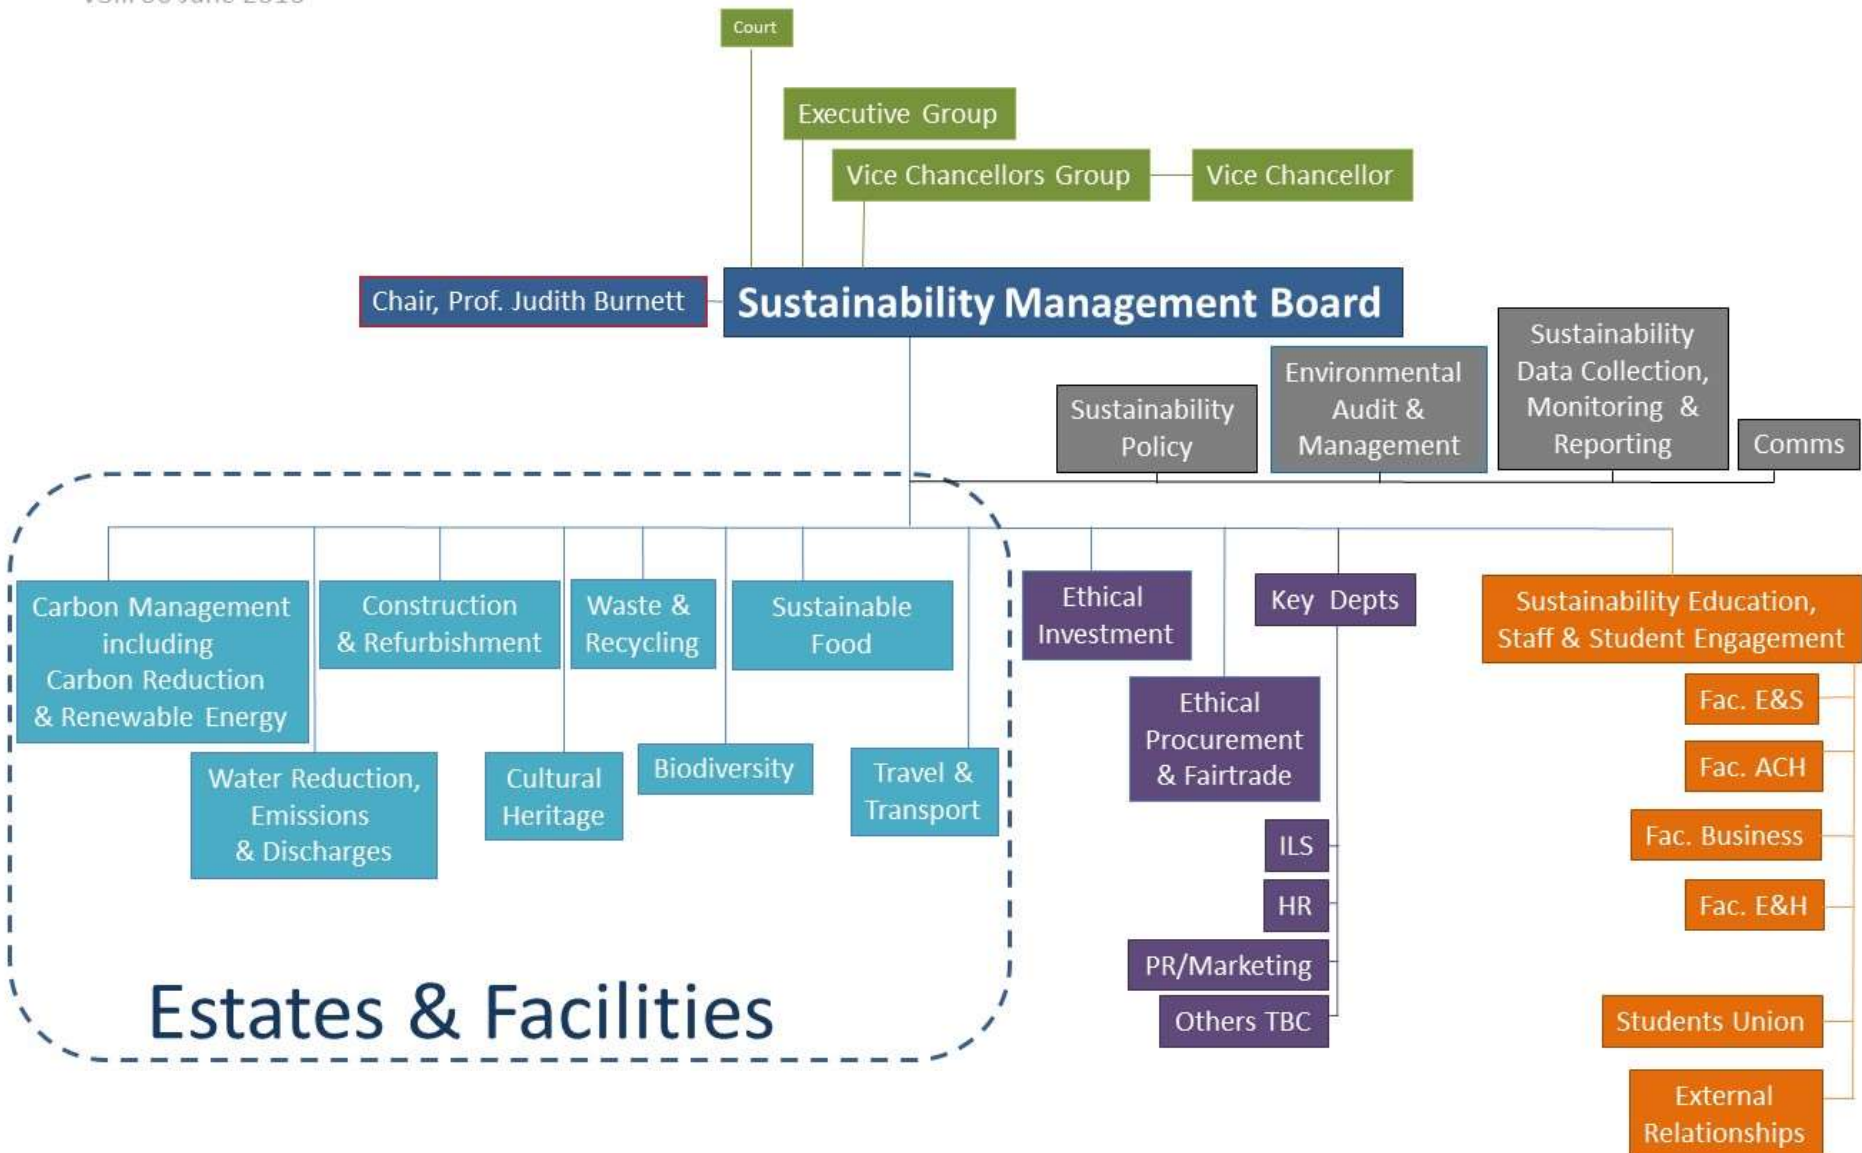 Court
Executive Group
Vice Chancellors Group
Vice Chancellor
Chair, Prof. Judith Burnett
Sustainability Management Board
Sustainability
Policy
Environmental
Audit &
Management
Sustainability
Data Collection,
Monitoring &
Reporting
Comms
Carbon Management
including
Carbon Reduction
& Renewable Energy
Water Reduction,
Emissions
& Discharges
Construction
& Refurbishment
Cultural
Heritage
Waste &
Recycling
Biodiversity
Sustainable
Food
Travel &
Transport
Estates & Facilities
Ethical
Investment
Ethical
Procurement
& Fairtrade
Key Depts
ILS
HR
PR/Marketing
Others TBC
Sustainability Education,
Staff & Student Engagement
Fac. E&S
Fac. ACH
Fac. Business
Fac. E&H
Students Union
External
Relationships